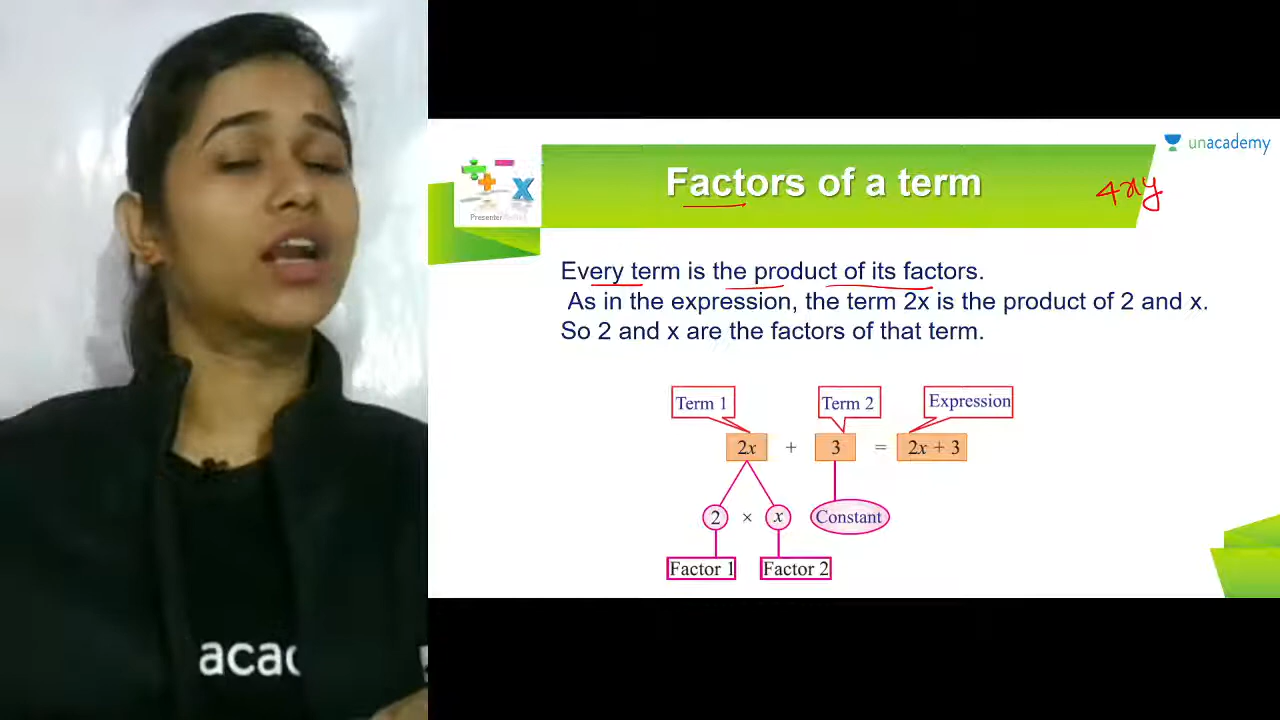 unacademy
Factors of a term
4xy
Presenter
Every term is the product of its factors.
As in the expression, the term 2x is the product of 2 and x.
So 2 and x are the factors of that term.
Term 1 Term 2 Expression
2x + 3 = 2x + 3
2 × x Constant
Factor 1 Factor 2
acad